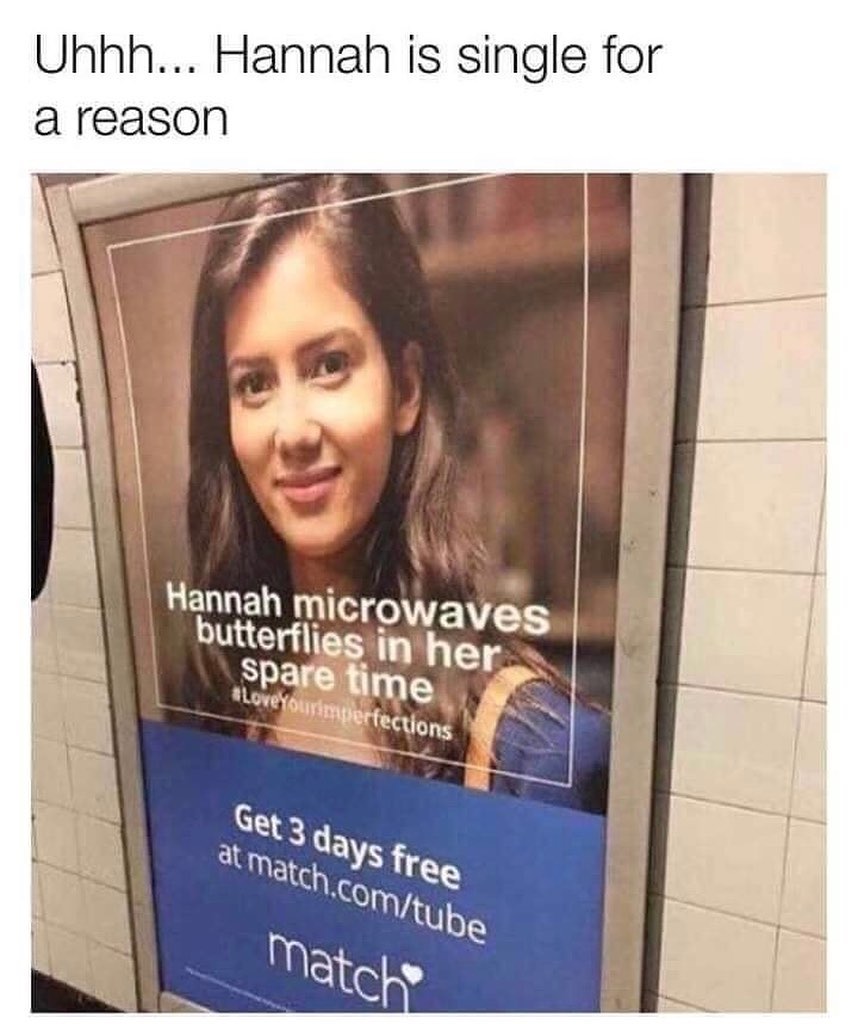 Uhhh... Hannah is single for
a reason
Hannah microwaves
butterflies in her
spare time
#LoveYourImperfections
Get 3 days free
at match.com/tube
match